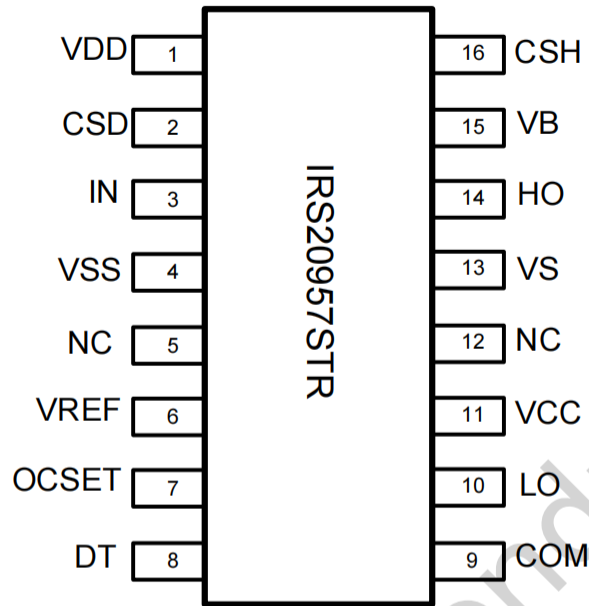 VDD 1 16 CSH
CSD 2 15 VB
IN 3 14 HO
VSS 4 13 VS
NC 5 12 NC
VREF 6 11 VCC
OCSET 7 10 LO
DT 8 9 COM
IRS20957STR